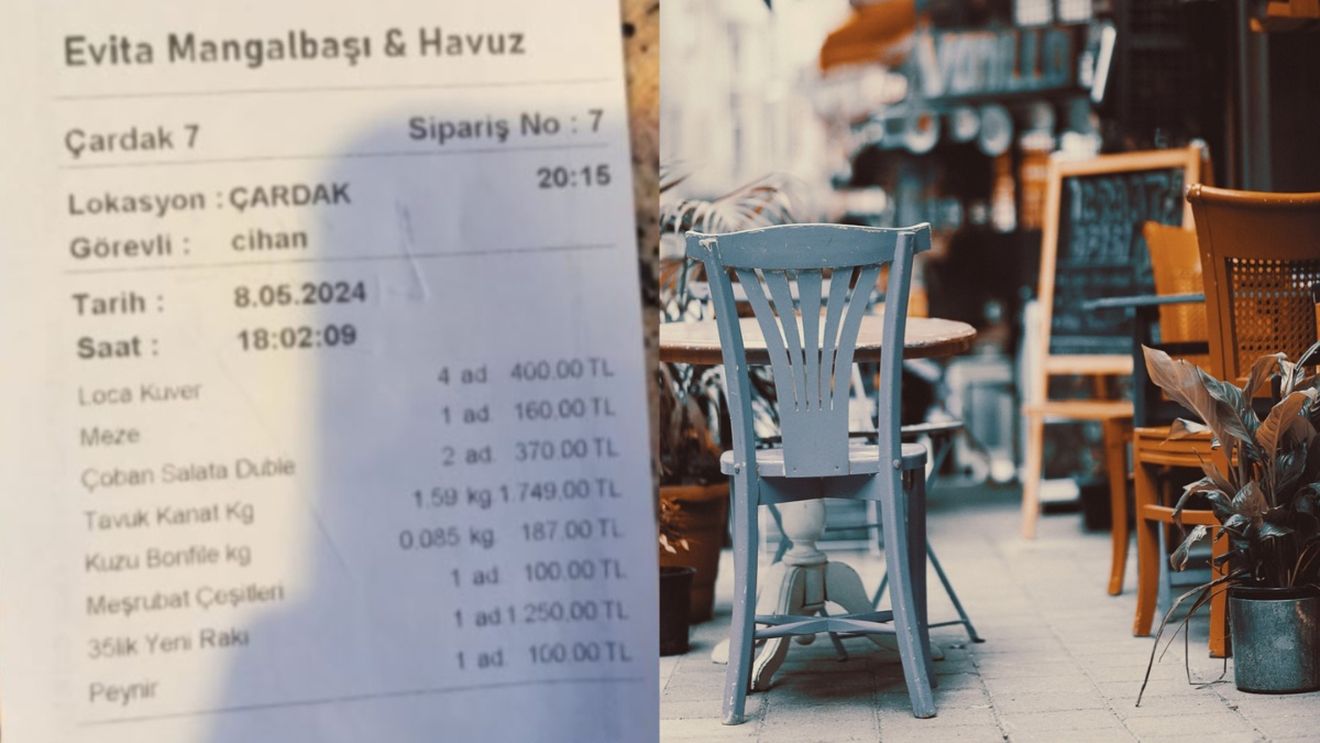 Evita Mangalbaşı & Havuz
Çardak 7 Sipariş No : 7
20:15
Lokasyon : ÇARDAK
Görevli : cihan
Tarih : 8.05.2024
Saat : 18:02:09
Loca Kuver 4 ad 400.00 TL
Meze 1 ad 160.00 TL
Çoban Salata Duble 2 ad 370.00 TL
Tavuk Kanat Kg 1.59 kg 1.749.00 TL
Kuzu Bonfile kg 0.085 kg 187.00 TL
Meşrubat Çeşitleri 1 ad 100.00 TL
35lik Yeni Rakı 1 ad 1.250.00 TL
Peynir 1 ad 100.00 TL